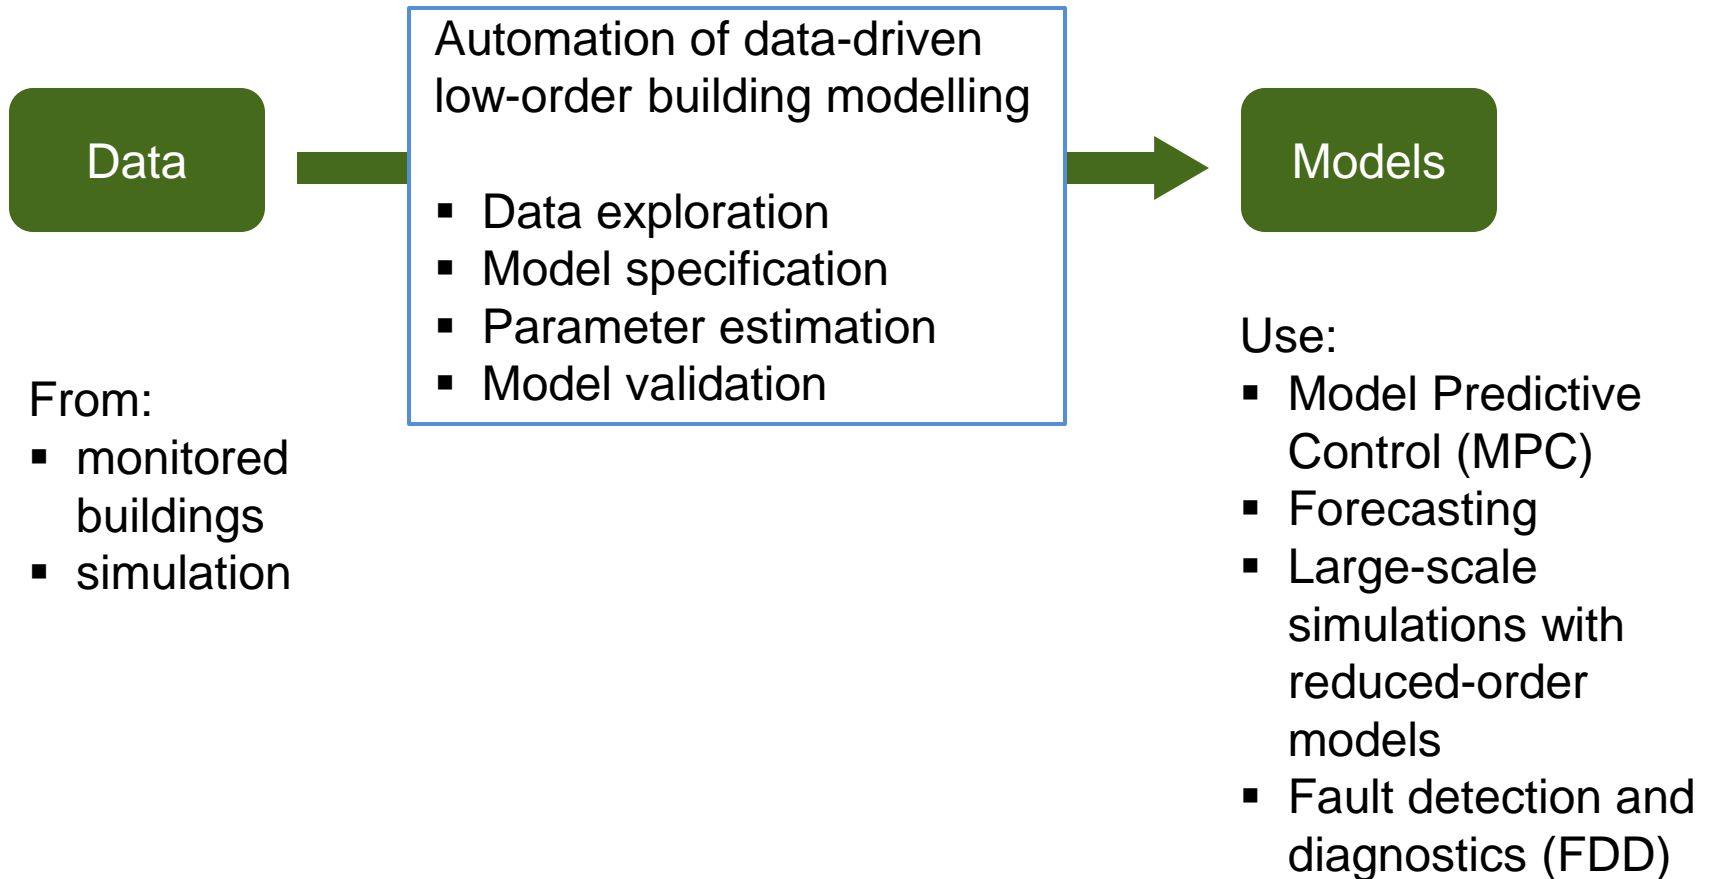 Data
From:
▪ monitored
buildings
▪ simulation
Automation of data-driven
low-order building modelling
▪ Data exploration
▪ Model specification
▪ Parameter estimation
▪ Model validation
Models
Use:
▪ Model Predictive
Control (MPC)
▪ Forecasting
▪ Large-scale
simulations with
reduced-order
models
▪ Fault detection and
diagnostics (FDD)